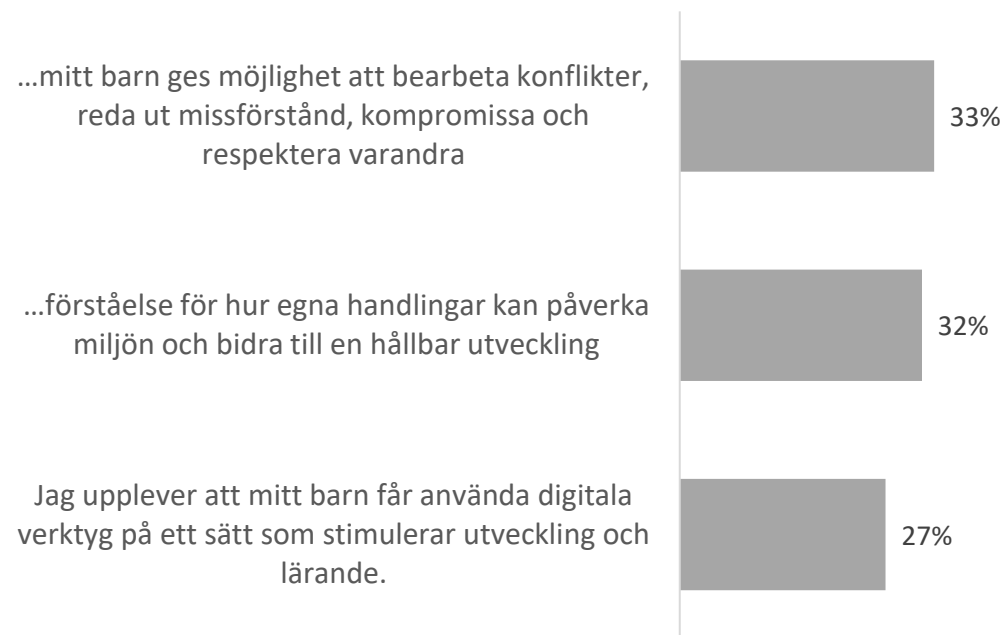 ...mitt barn ges möjlighet att bearbeta konflikter,
reda ut missförstånd, kompromissa och
respektera varandra
33%
...förståelse för hur egna handlingar kan påverka
miljön och bidra till en hållbar utveckling
32%
Jag upplever att mitt barn får använda digitala
verktyg på ett sätt som stimulerar utveckling och
lärande.
27%